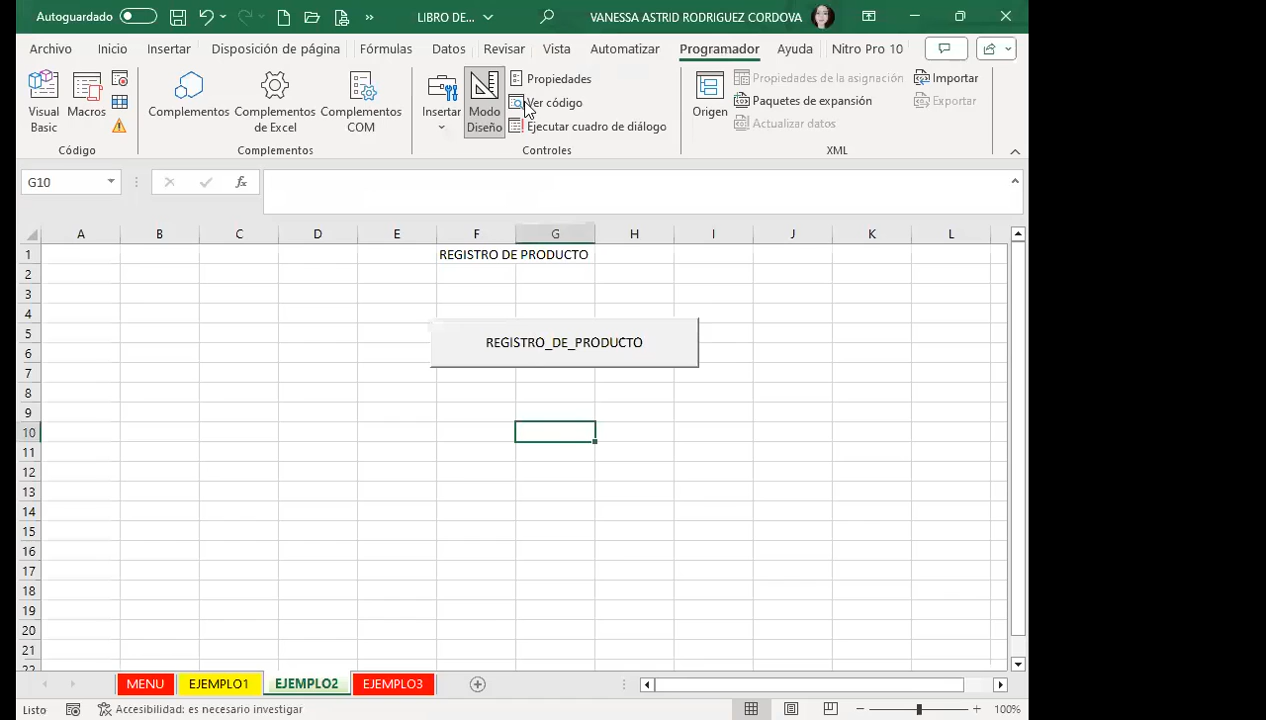 Autoguardado
LIBRO DE...
VANESSA ASTRID RODRIGUEZ CORDOVA
Archivo Inicio Insertar Disposición de página Fórmulas Datos Revisar Vista Automatizar Programador Ayuda Nitro Pro 10
Visual Basic
Macros
Código
Complementos
Complementos de Excel
Complementos COM
Complementos
Insertar
Modo Diseño
Propiedades
Ver código
Ejecutar cuadro de diálogo
Controles
Origen
Propiedades de la asignación
Paquetes de expansión
Actualizar datos
Importar
Exportar
XML
G10
fx
A B C D E F G H I J K L
1 REGISTRO DE PRODUCTO
2
3
4
5
REGISTRO_DE_PRODUCTO
6
7
8
9
10
11
12
13
14
15
16
17
18
19
20
21
22
MENU EJEMPLO1 EJEMPLO2 EJEMPLO3
Listo
Accesibilidad: es necesario investigar
100%